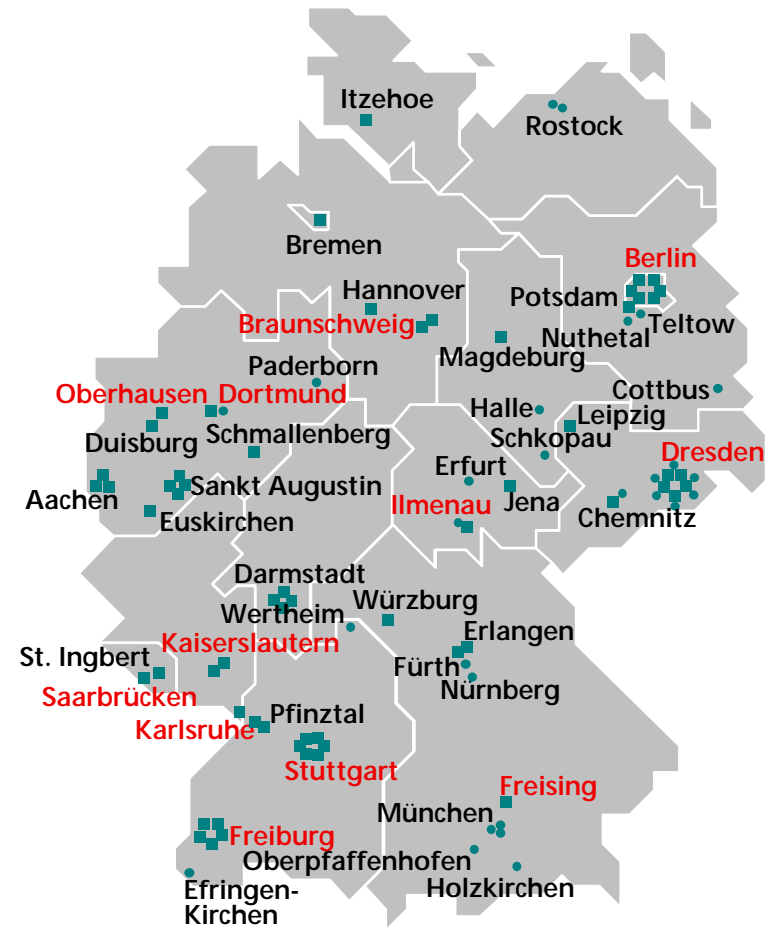 Itzehoe
Rostock
Bremen
Berlin
Hannover
Potsdam
Braunschweig
Teltow
Nuthetal
Magdeburg
Paderborn
Oberhausen Dortmund
Cottbus
Halle
Leipzig
Duisburg
Schmallenberg
Schkopau
Dresden
Erfurt
Aachen
Sankt Augustin
Jena
Ilmenau
Chemnitz
Euskirchen
Darmstadt
Würzburg
Wertheim
Erlangen
Kaiserslautern
St. Ingbert
Fürth
Nürnberg
Saarbrücken
Pfinztal
Karlsruhe
Stuttgart
Freising
München
Freiburg
Oberpfaffenhofen
Holzkirchen
Efringen-
Kirchen